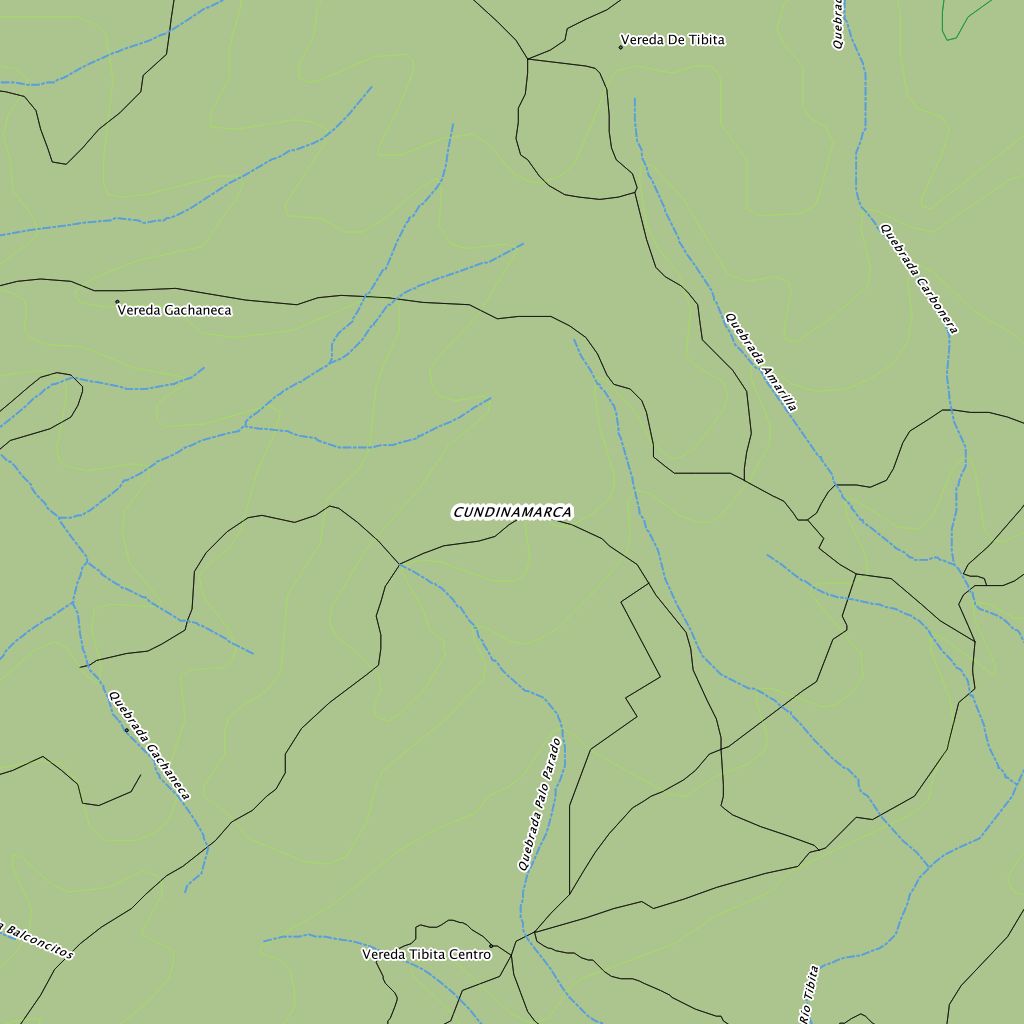 Vereda De Tibita
Quebrada
Quebrada Carbonera
Vereda Gachaneca
Quebrada Amarilla
CUNDINAMARCA
Quebrada Gachaneca
Quebrada Palo Parado
a Balconcitos
Vereda Tibita Centro
Rio Tibita